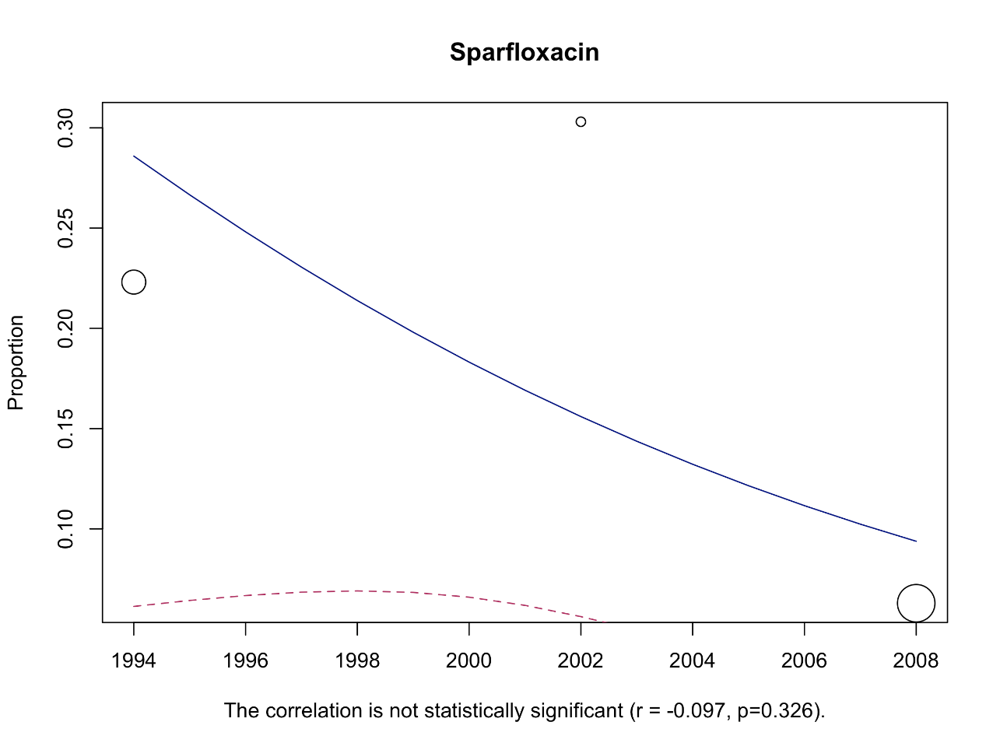 Sparfloxacin
Proportion
0.30
0.25
0.20
0.15
0.10
1994 1996 1998 2000 2002 2004 2006 2008
The correlation is not statistically significant (r = -0.097, p=0.326).